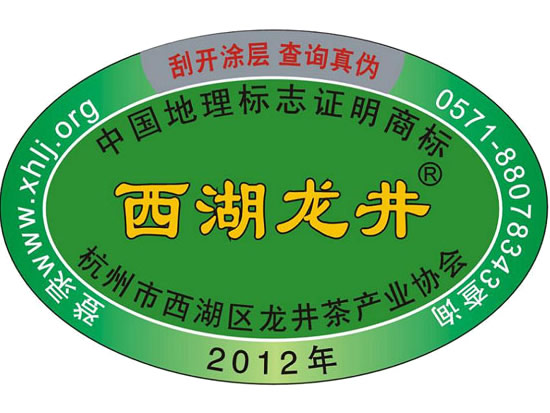 刮开涂层 查询真伪
中国地理标志证明商标
西湖龙井®
杭州市西湖区龙井茶产业协会
登录www.xhlj.org
0571-88078343查询
2012年